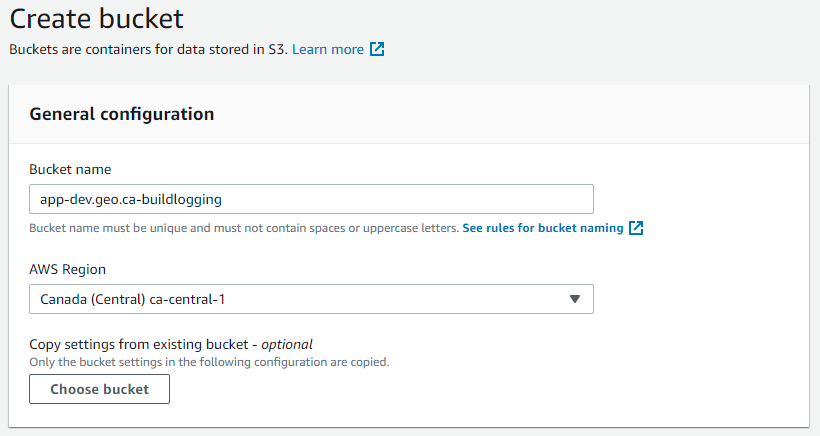 Create bucket
Buckets are containers for data stored in S3. Learn more
General configuration
Bucket name
app-dev.geo.ca-buildlogging
Bucket name must be unique and must not contain spaces or uppercase letters. See rules for bucket naming
AWS Region
Canada (Central) ca-central-1
Copy settings from existing bucket - optional
Only the bucket settings in the following configuration are copied.
Choose bucket